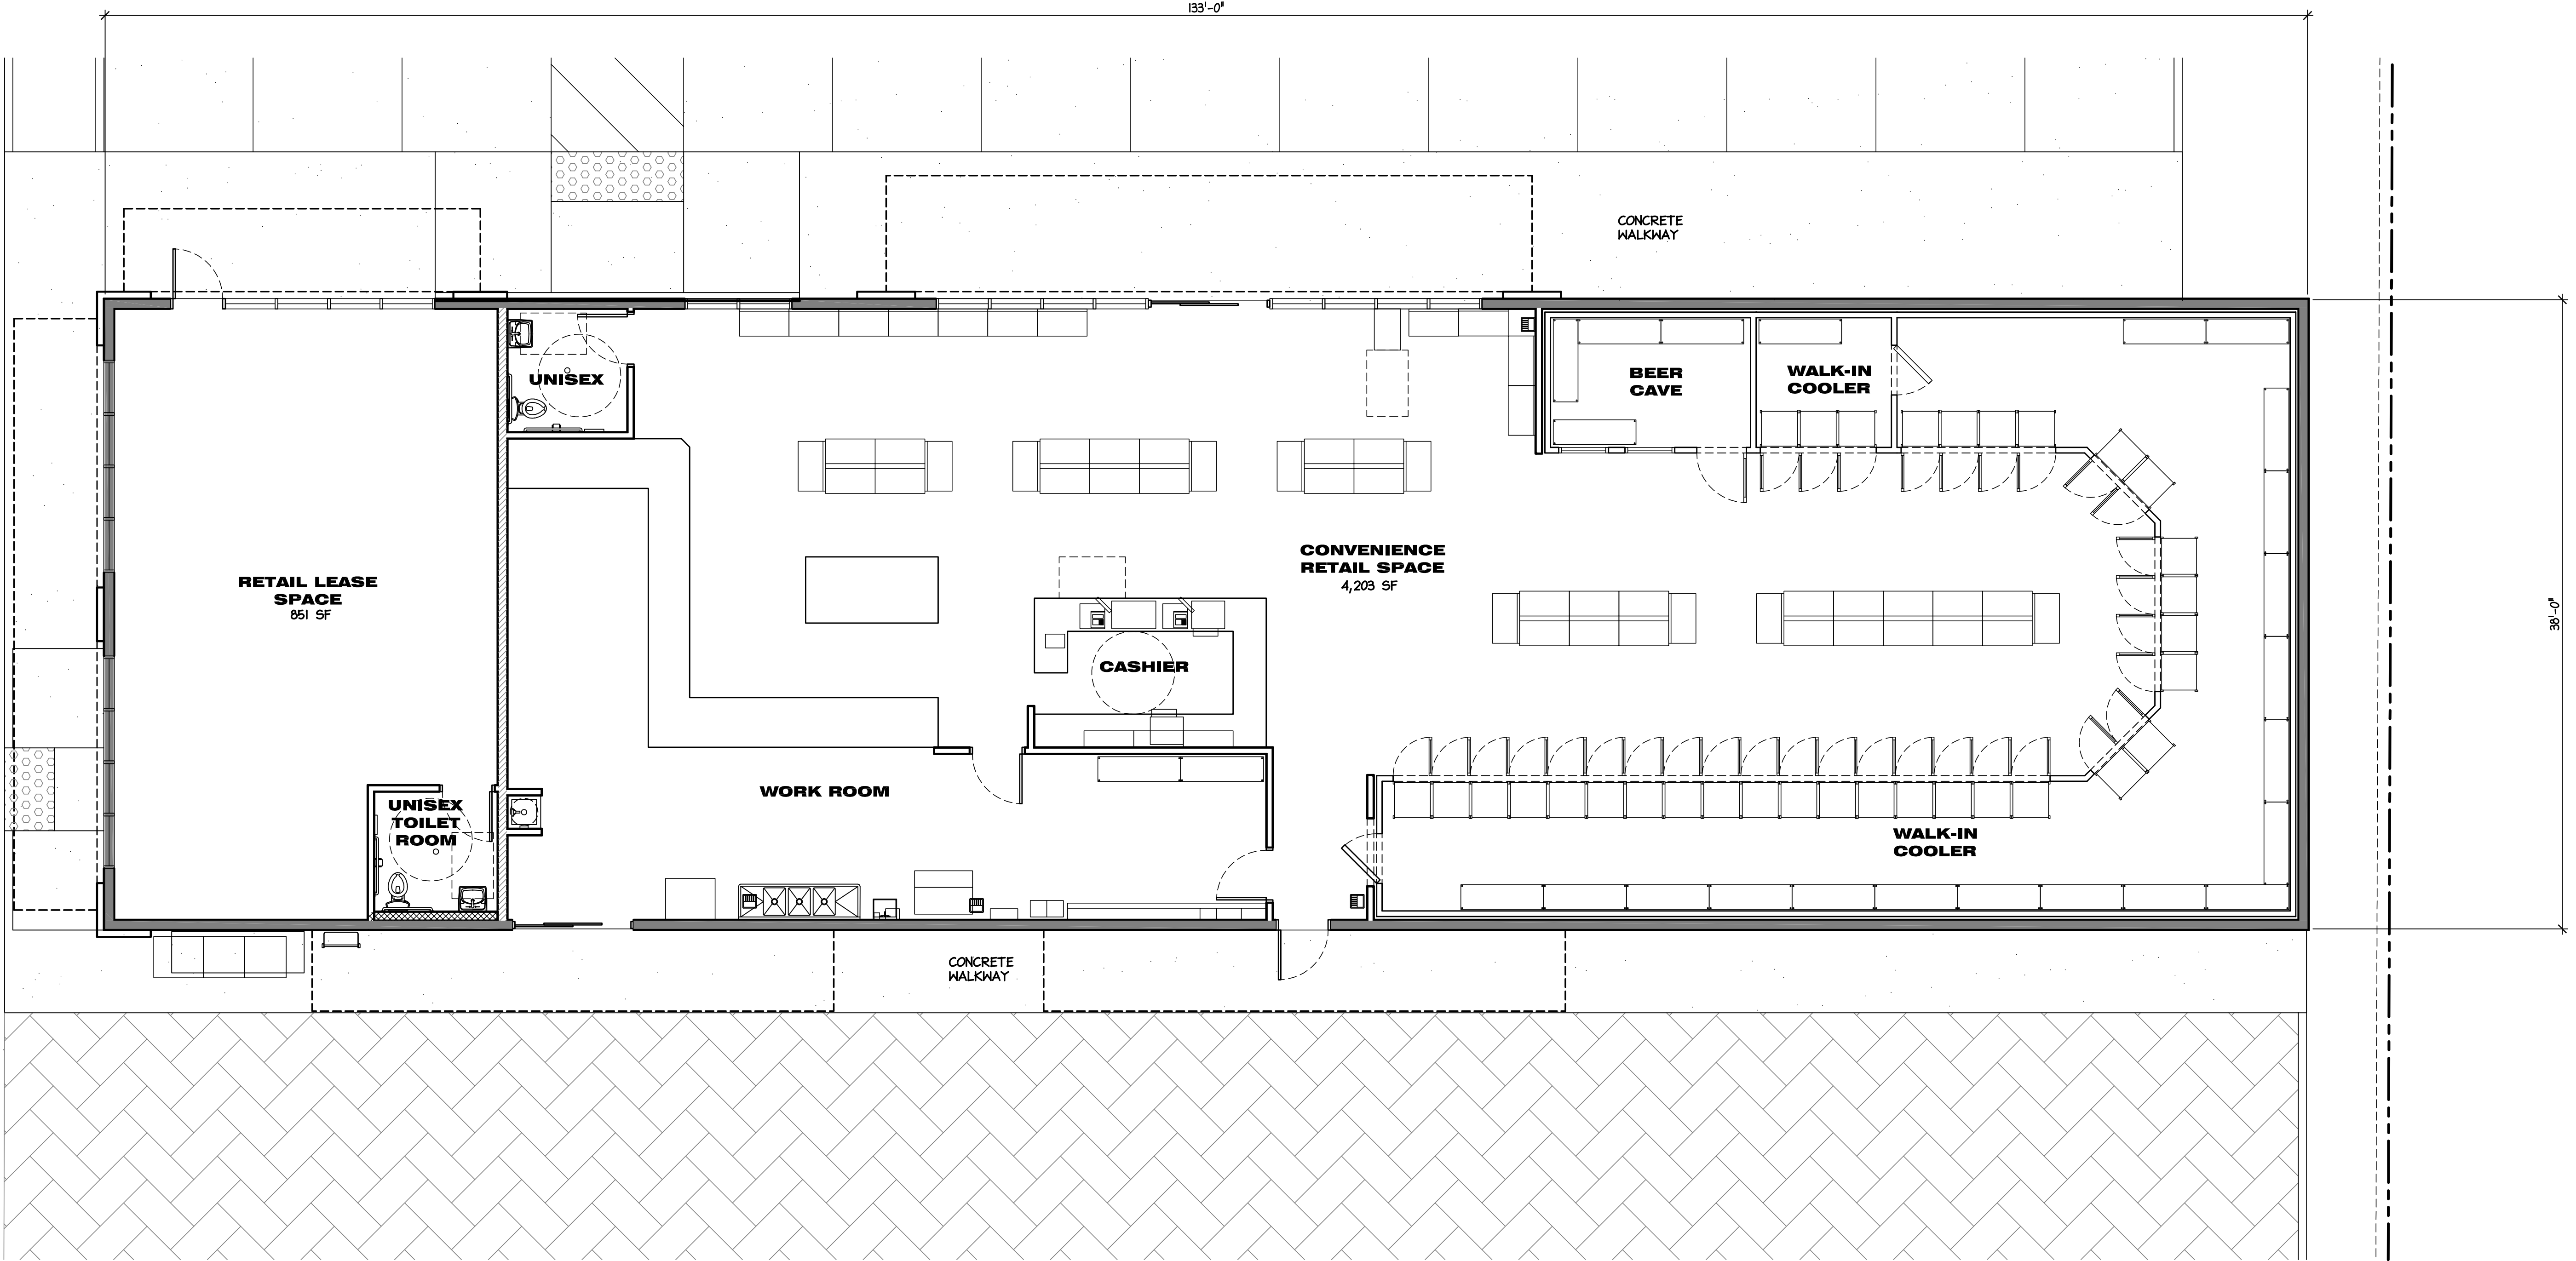 133'-0"
CONCRETE
WALKWAY
UNISEX
BEER
CAVE
WALK-IN
COOLER
CONVENIENCE
RETAIL SPACE
4,203 SF
RETAIL LEASE
SPACE
851 SF
38'-0"
CASHIER
WORK ROOM
UNISEX
TOILET
ROOM
WALK-IN
COOLER
CONCRETE
WALKWAY